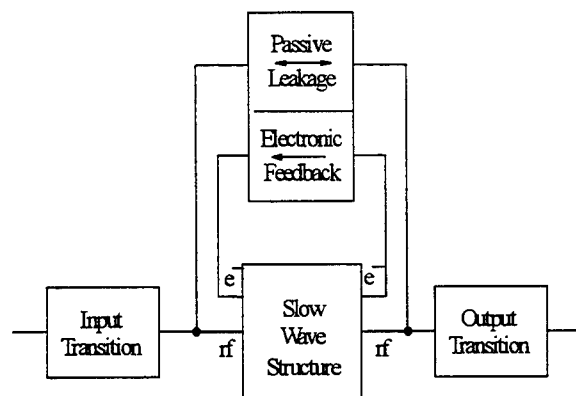 Passive
Leakage
Electronic
Feedback
e⁻ e⁻
Input
Transition
Slow
Wave
Structure
rf rf
Output
Transition